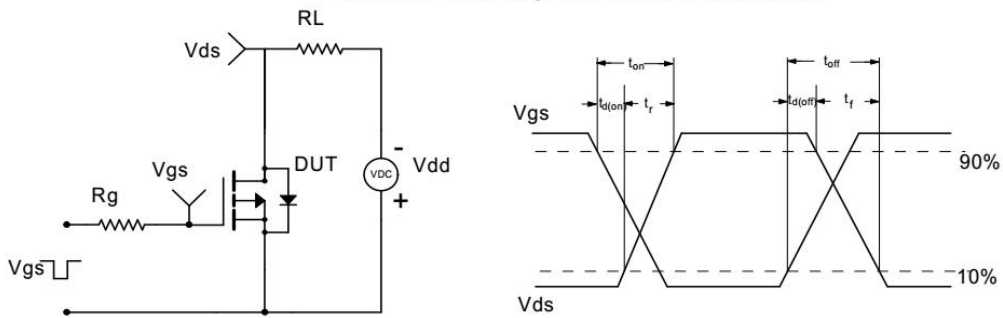 RL
Vds
DUT
-
Vdd
VDC
+
Vgs
Rg
Vgs
ton
toff
td(on)
tr
td(off)
tf
Vgs
90%
10%
Vds